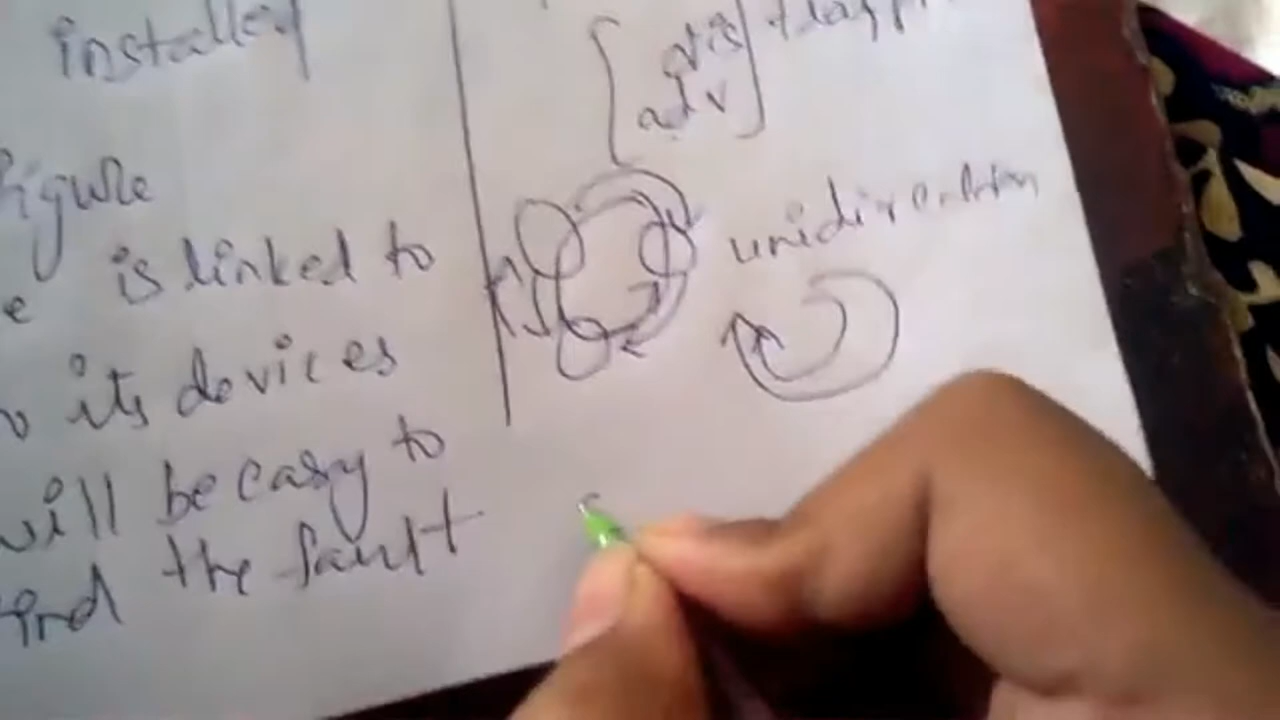 installed
figure
e is linked to
its devices
will be easy to
find the fault
dis
adv
unidirection